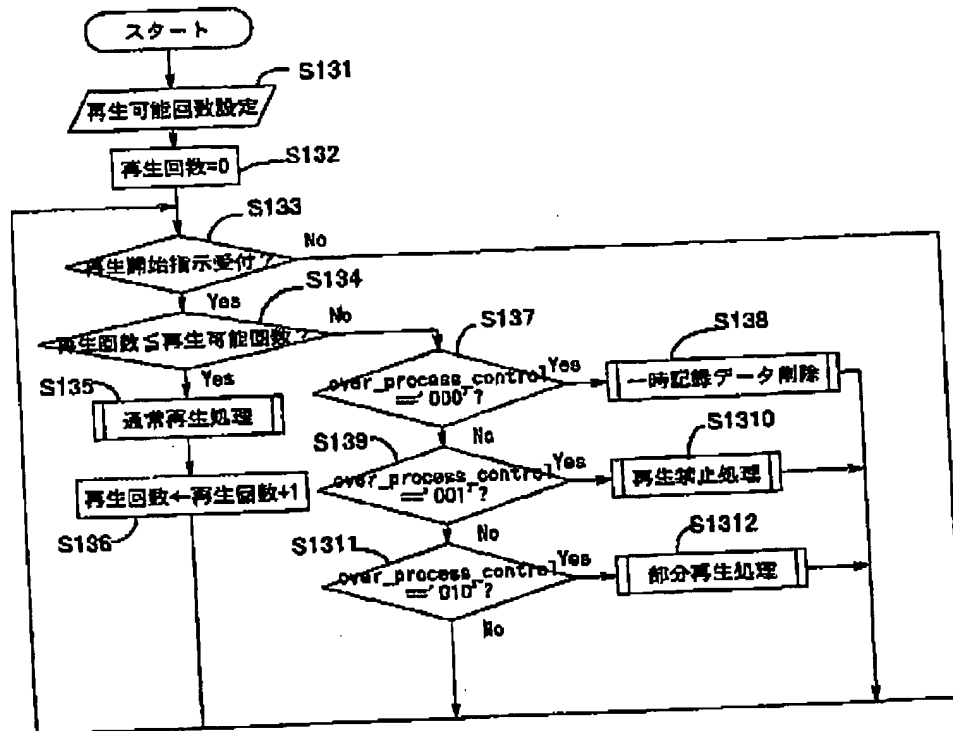 スタート
S131
再生可能回数設定
S132
再生回数=0
S133
再生開始指示受付?
No
Yes
S134
再生回数≦再生可能回数?
No
Yes
S135
通常再生処理
再生回数←再生回数+1
S136
S137
over_process_control
=='000'?
Yes
No
S138
一時記録データ削除
S139
over_process_control
=='001'?
Yes
No
S1310
再生禁止処理
S1311
over_process_control
=='010'?
Yes
No
S1312
部分再生処理